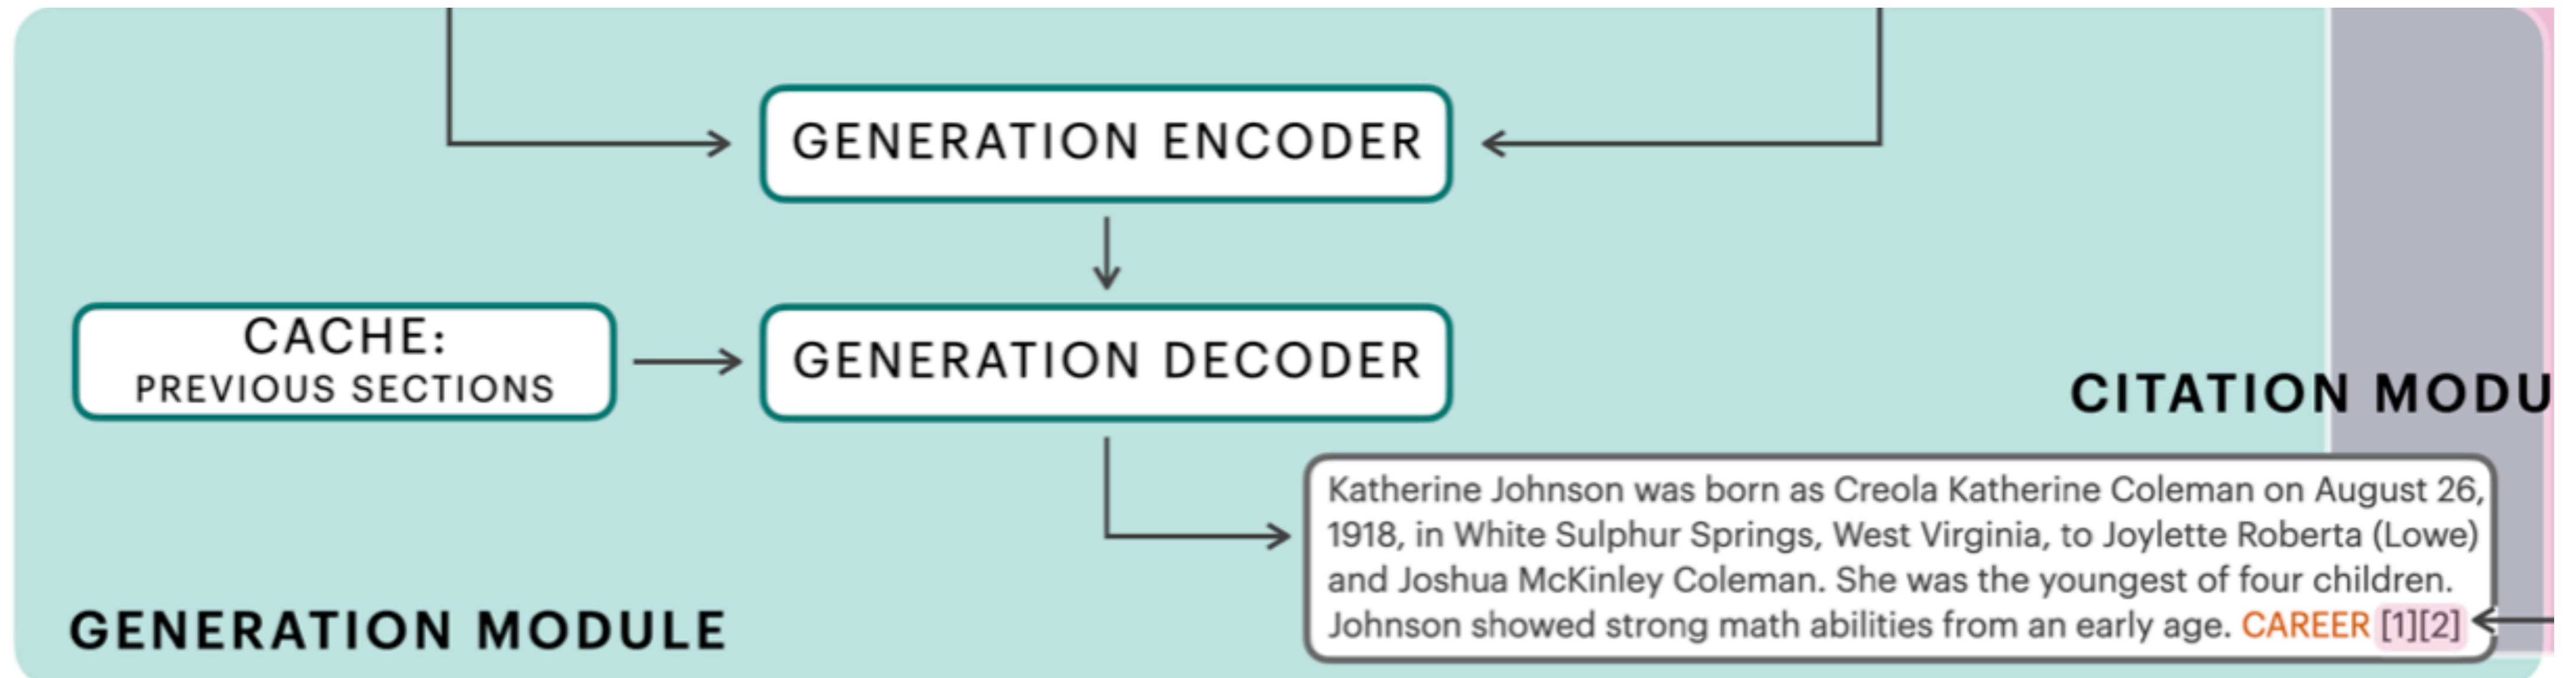 GENERATION ENCODER
CACHE:
PREVIOUS SECTIONS
GENERATION DECODER
CITATION MODU
Katherine Johnson was born as Creola Katherine Coleman on August 26,
1918, in White Sulphur Springs, West Virginia, to Joylette Roberta (Lowe)
and Joshua McKinley Coleman. She was the youngest of four children.
Johnson showed strong math abilities from an early age. CAREER [1][2]
GENERATION MODULE